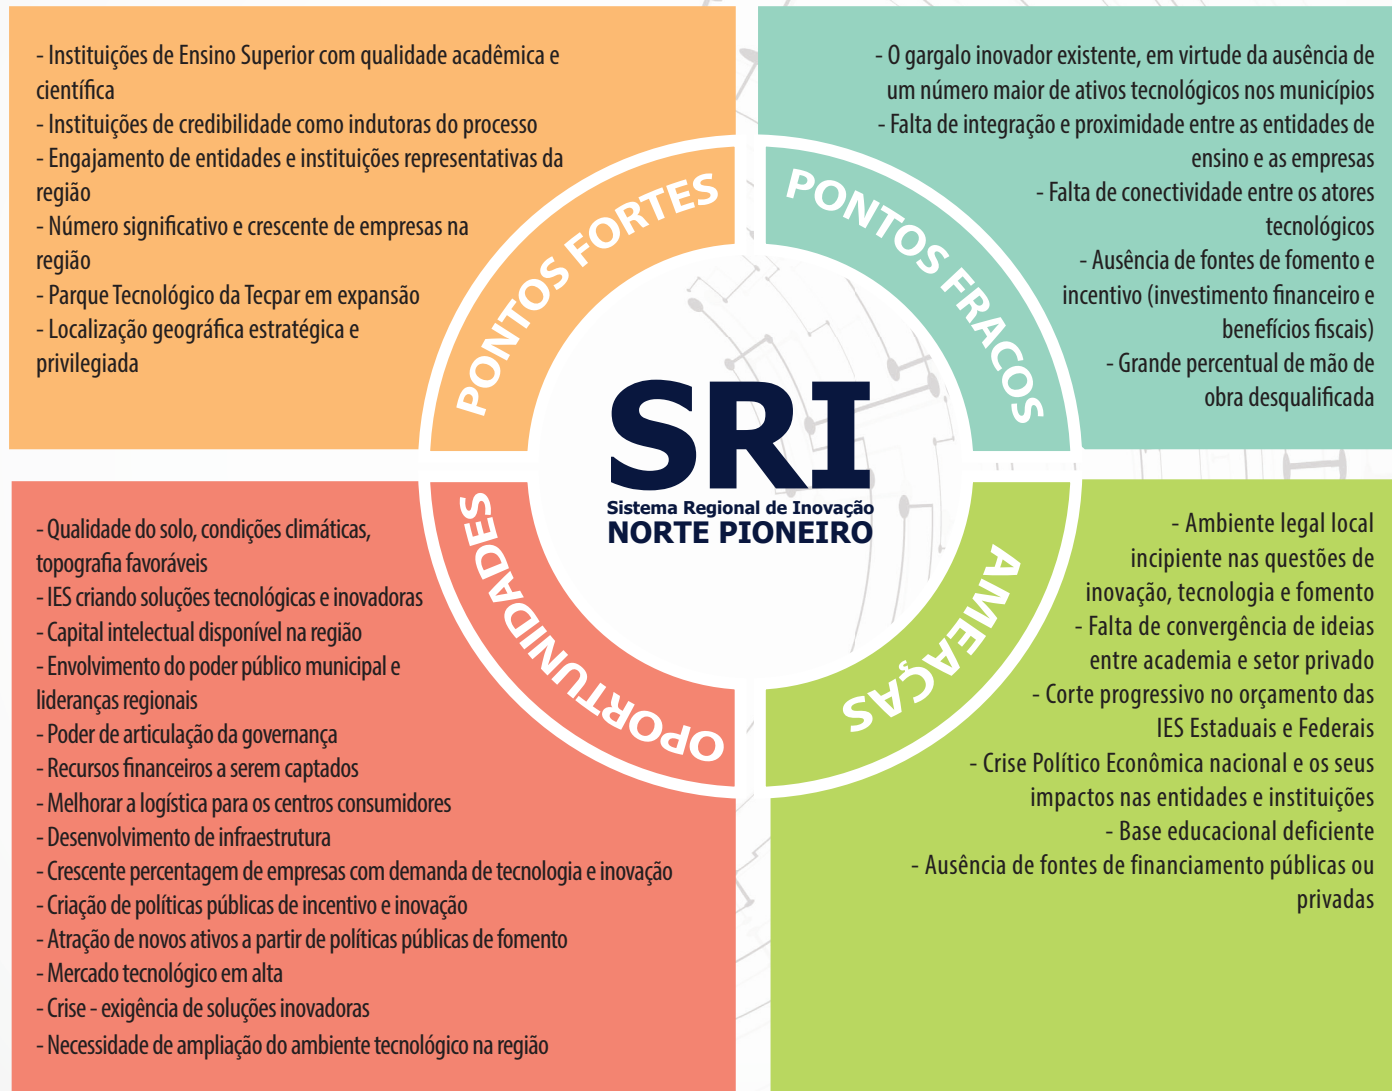 - Instituições de Ensino Superior com qualidade acadêmica e
científica
- Instituições de credibilidade como indutoras do processo
- Engajamento de entidades e instituições representativas da
região
- Número significativo e crescente de empresas na
região
- Parque Tecnológico da Tecpar em expansão
- Localização geográfica estratégica e
privilegiada
PONTOS FORTES
- O gargalo inovador existente, em virtude da ausência de
um número maior de ativos tecnológicos nos municípios
- Falta de integração e proximidade entre as entidades de
ensino e as empresas
- Falta de conectividade entre os atores
tecnológicos
- Ausência de fontes de fomento e
incentivo (investimento financeiro e
benefícios fiscais)
- Grande percentual de mão de
obra desqualificada
PONTOS FRACOS
SRI
Sistema Regional de Inovação
NORTE PIONEIRO
OPORTUNIDADES
- Qualidade do solo, condições climáticas,
topografia favoráveis
- IES criando soluções tecnológicas e inovadoras
- Capital intelectual disponível na região
- Envolvimento do poder público municipal e
lideranças regionais
- Poder de articulação da governança
- Recursos financeiros a serem captados
- Melhorar a logística para os centros consumidores
- Desenvolvimento de infraestrutura
- Crescente percentagem de empresas com demanda de tecnologia e inovação
- Criação de políticas públicas de incentivo e inovação
- Atração de novos ativos a partir de políticas públicas de fomento
- Mercado tecnológico em alta
- Crise - exigência de soluções inovadoras
- Necessidade de ampliação do ambiente tecnológico na região
AMEAÇAS
- Ambiente legal local
incipiente nas questões de
inovação, tecnologia e fomento
- Falta de convergência de ideias
entre academia e setor privado
- Corte progressivo no orçamento das
IES Estaduais e Federais
- Crise Político Econômica nacional e os seus
impactos nas entidades e instituições
- Base educacional deficiente
- Ausência de fontes de financiamento públicas ou
privadas